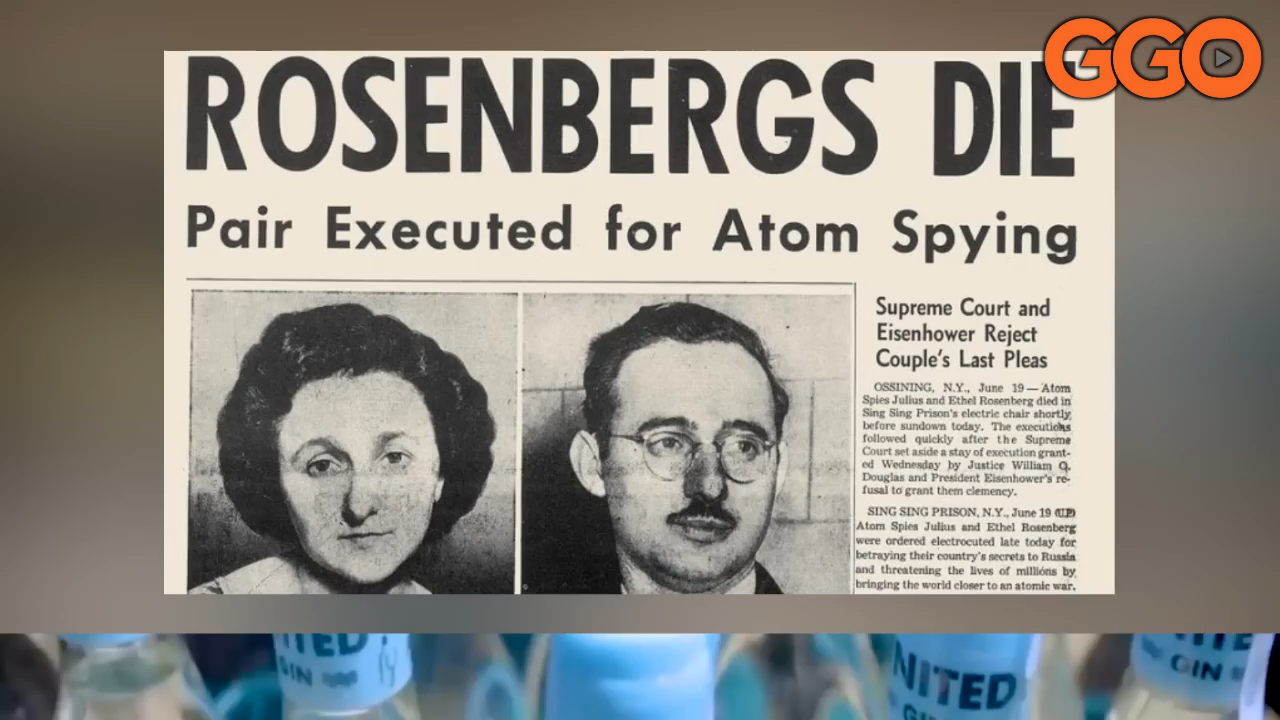 GGO
ROSENBERGS DIE
Pair Executed for Atom Spying
Supreme Court and
Eisenhower Reject
Couple's Last Pleas
OSSINING, N.Y., June 19 — Atom
Spies Julius and Ethel Rosenberg died in
Sing Sing Prison's electric chair shortly
before sundown today. The executions
followed quickly after the Supreme
Court set aside a stay of execution grant-
ed Wednesday by Justice William O.
Douglas and President Eisenhower's re-
fusal to grant them clemency.
SING SING PRISON, N.Y., June 19 (UP)
Atom Spies Julius and Ethel Rosenberg
were ordered electrocuted late today for
betraying their country's secrets to Russia
and threatening the lives of millions by
bringing the world closer to an atomic war.
NITED
GIN
NITED
GIN
GIN